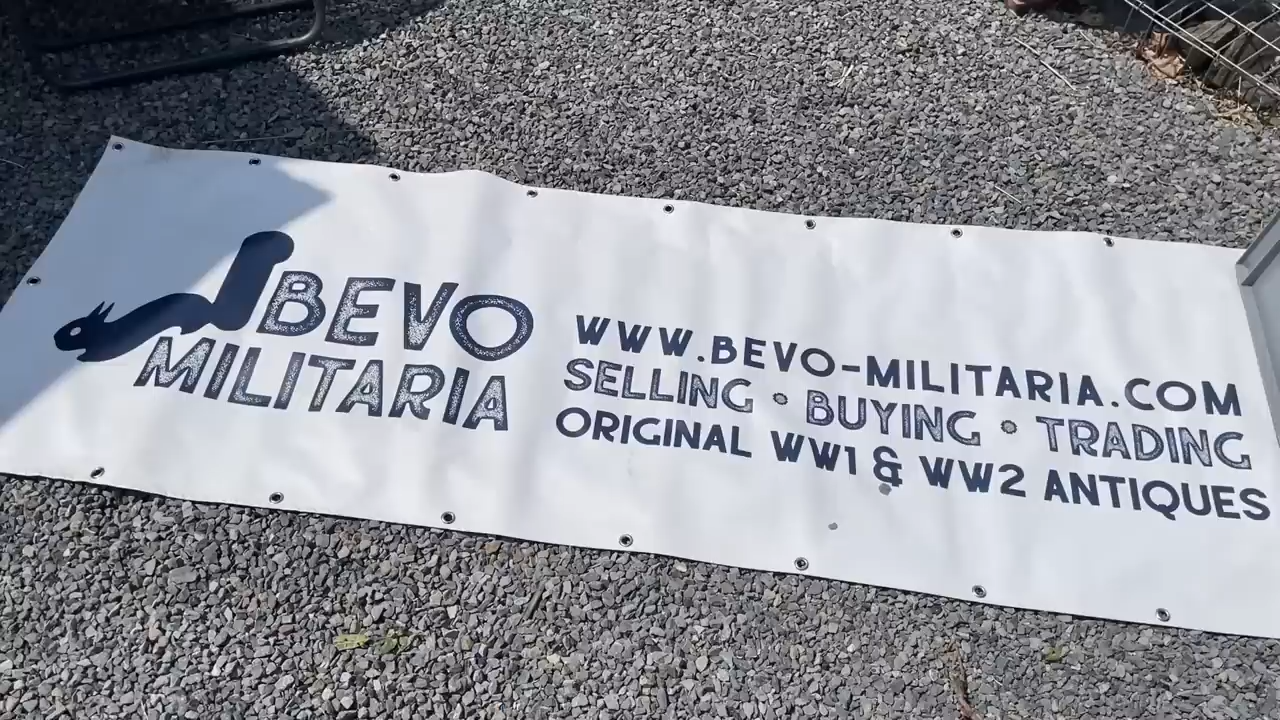 BEVO
MILITARIA
WWW.BEVO-MILITARIA.COM
SELLING • BUYING • TRADING
ORIGINAL WW1 & WW2 ANTIQUES